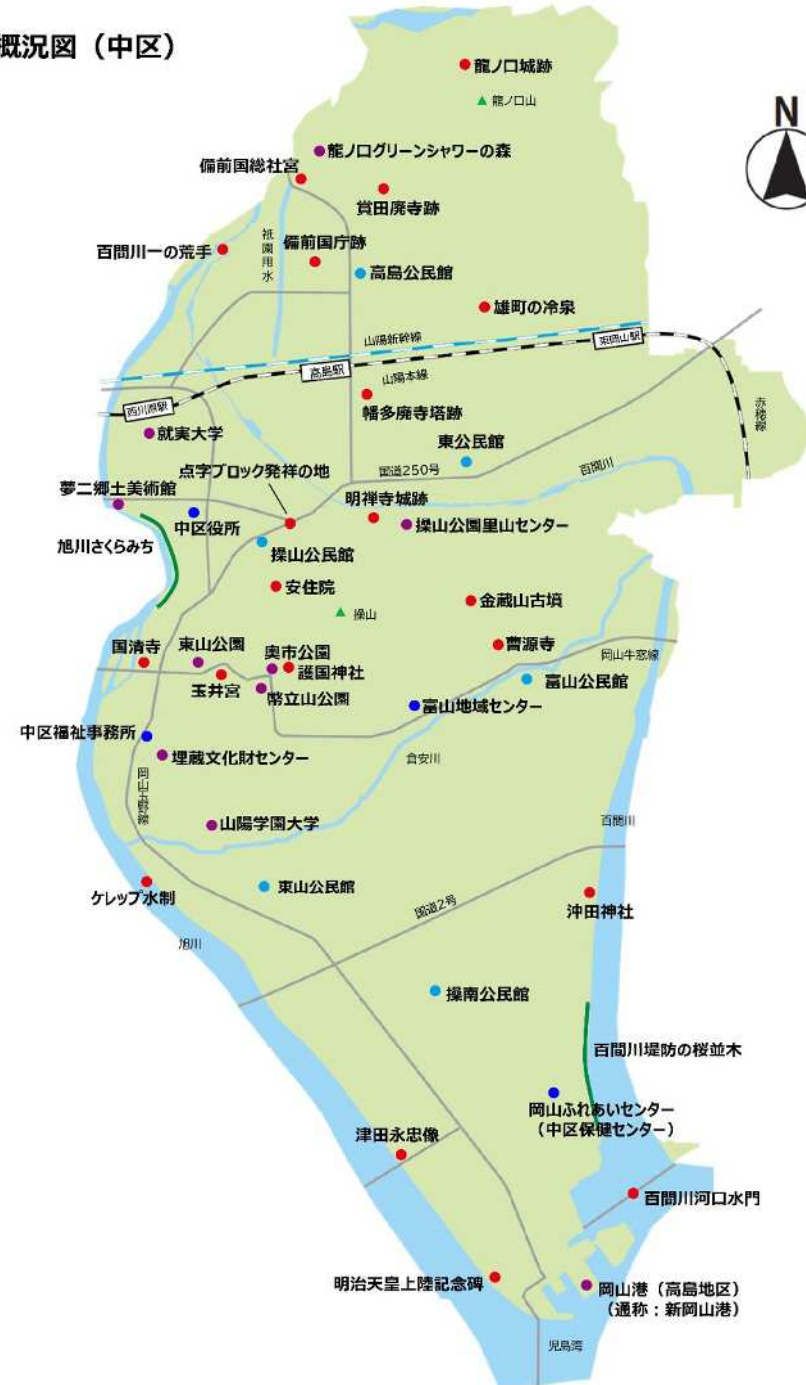 概況図（中区）
龍ノ口城跡
龍ノ口山
N
龍ノ口グリーンシャワーの森
備前国総社宮
賞田廃寺跡
祇園用水
備前国庁跡
百間川一の荒手
高島公民館
雄町の冷泉
山陽新幹線
東岡山駅
高島駅
山陽本線
西川原駅
幡多廃寺塔跡
赤穂線
就実大学
東公民館
点字ブロック発祥の地
国道250号
百間川
夢二郷土美術館
中区役所
明禅寺城跡
操山公園里山センター
旭川さくらみち
操山公民館
安住院
金蔵山古墳
操山
国清寺
東山公園
奥市公園
護国神社
曹源寺
岡山牛窓線
玉井宮
幣立山公園
富山公民館
富山地域センター
中区福祉事務所
埋蔵文化財センター
倉安川
岡山玉野線
山陽学園大学
百間川
ケレップ水制
東山公民館
国道2号
沖田神社
旭川
操南公民館
百間川堤防の桜並木
岡山ふれあいセンター
（中区保健センター）
津田永忠像
百間川河口水門
明治天皇上陸記念碑
岡山港（高島地区）
（通称：新岡山港）
児島湾